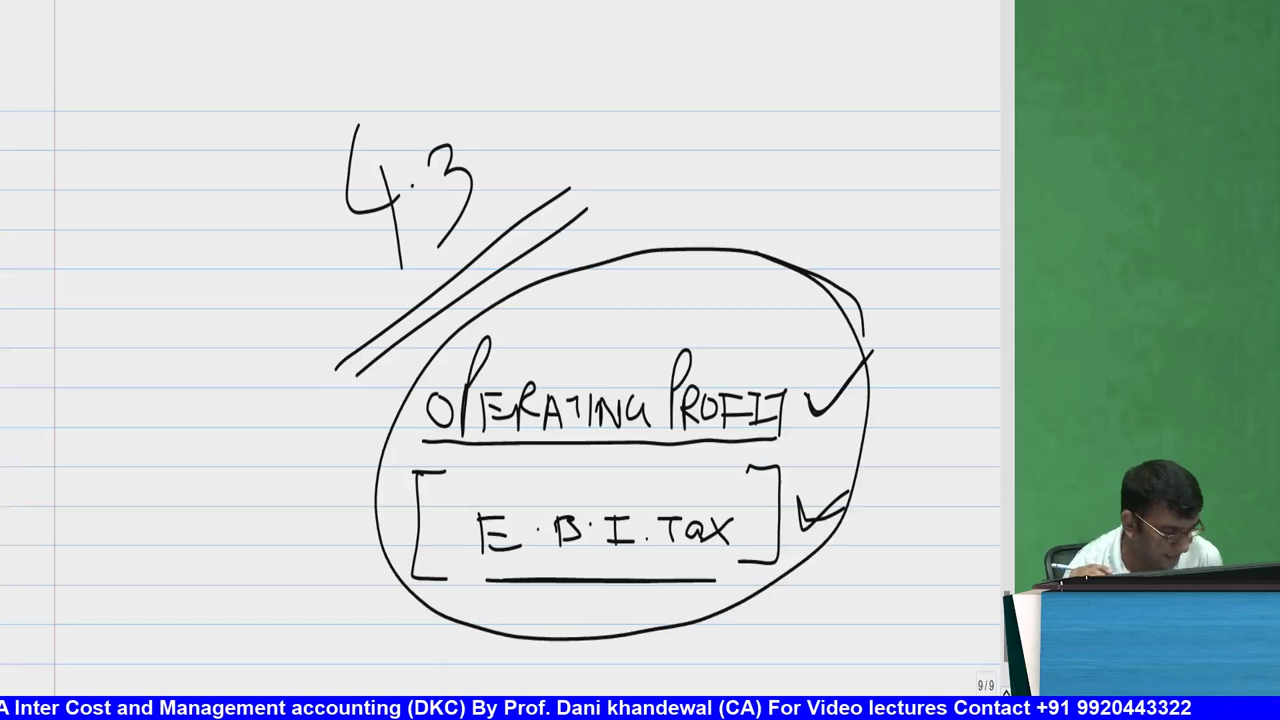 4.3
OPERATING PROFIT
[ E.B.I.Tax ]
9/9
A Inter Cost and Management accounting (DKC) By Prof. Dani khandewal (CA) For Video lectures Contact +91 9920443322